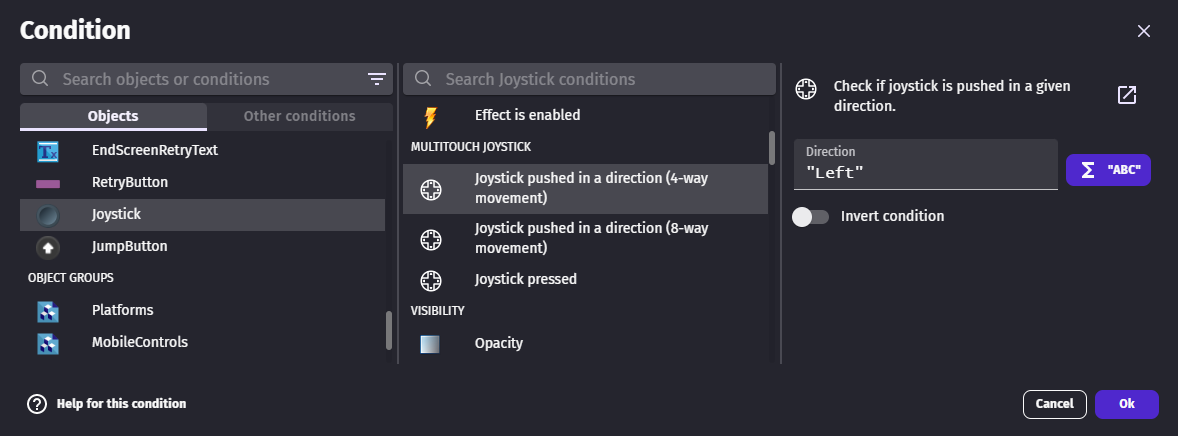 Condition
Search objects or conditions
Objects
Other conditions
EndScreenRetryText
RetryButton
Joystick
JumpButton
OBJECT GROUPS
Platforms
MobileControls
Search Joystick conditions
Effect is enabled
MULTITOUCH JOYSTICK
Joystick pushed in a direction (4-way
movement)
Joystick pushed in a direction (8-way
movement)
Joystick pressed
VISIBILITY
Opacity
Check if joystick is pushed in a given
direction.
Direction
"Left"
"ABC"
Invert condition
Help for this condition
Cancel
Ok